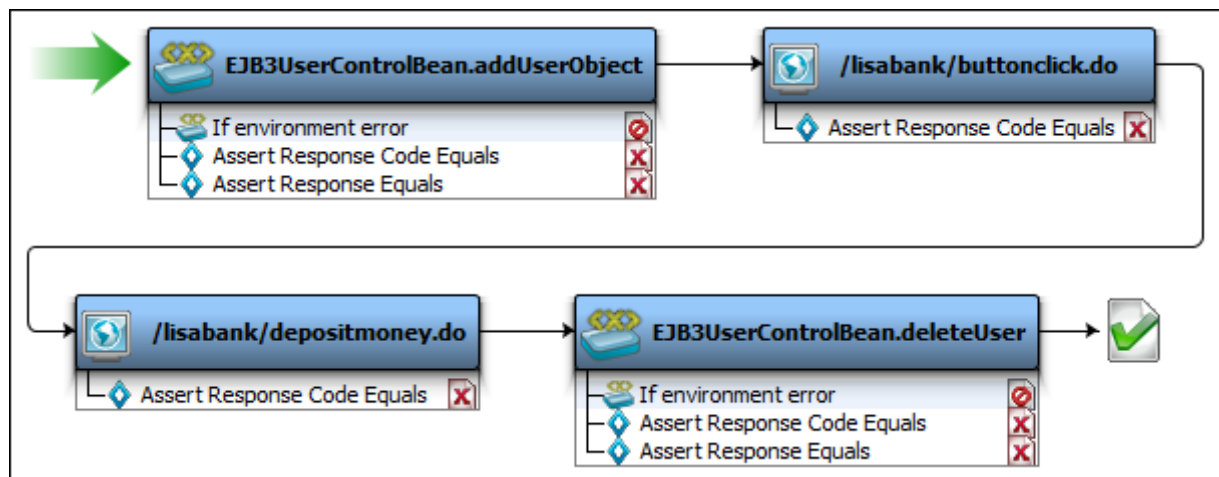 EJB3UserControlBean.addUserObject
If environment error
Assert Response Code Equals
Assert Response Equals
/lisabank/buttonclick.do
Assert Response Code Equals
/lisabank/depositmoney.do
Assert Response Code Equals
EJB3UserControlBean.deleteUser
If environment error
Assert Response Code Equals
Assert Response Equals